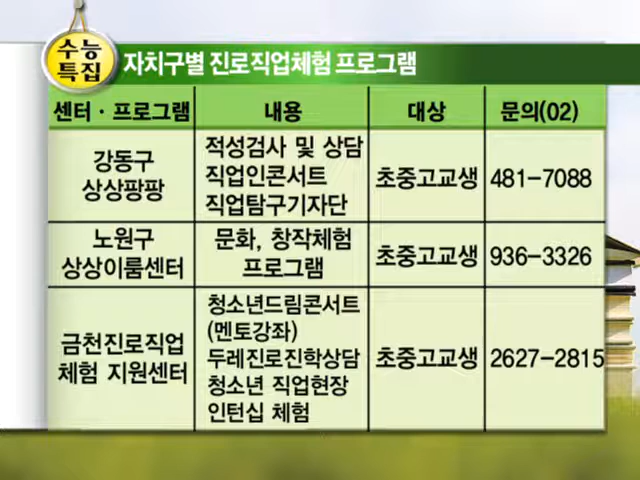 수능
특집
자치구별 진로직업체험 프로그램
센터·프로그램 내용 대상 문의(02)
강동구
상상팡팡
적성검사 및 상담
직업인콘서트
직업탐구기자단
초중고교생
481-7088
노원구
상상이룸센터
문화, 창작체험
프로그램
초중고교생
936-3326
금천진로직업
체험 지원센터
청소년드림콘서트
(멘토강좌)
두레진로진학상담
청소년 직업현장
인턴십 체험
초중고교생
2627-2815